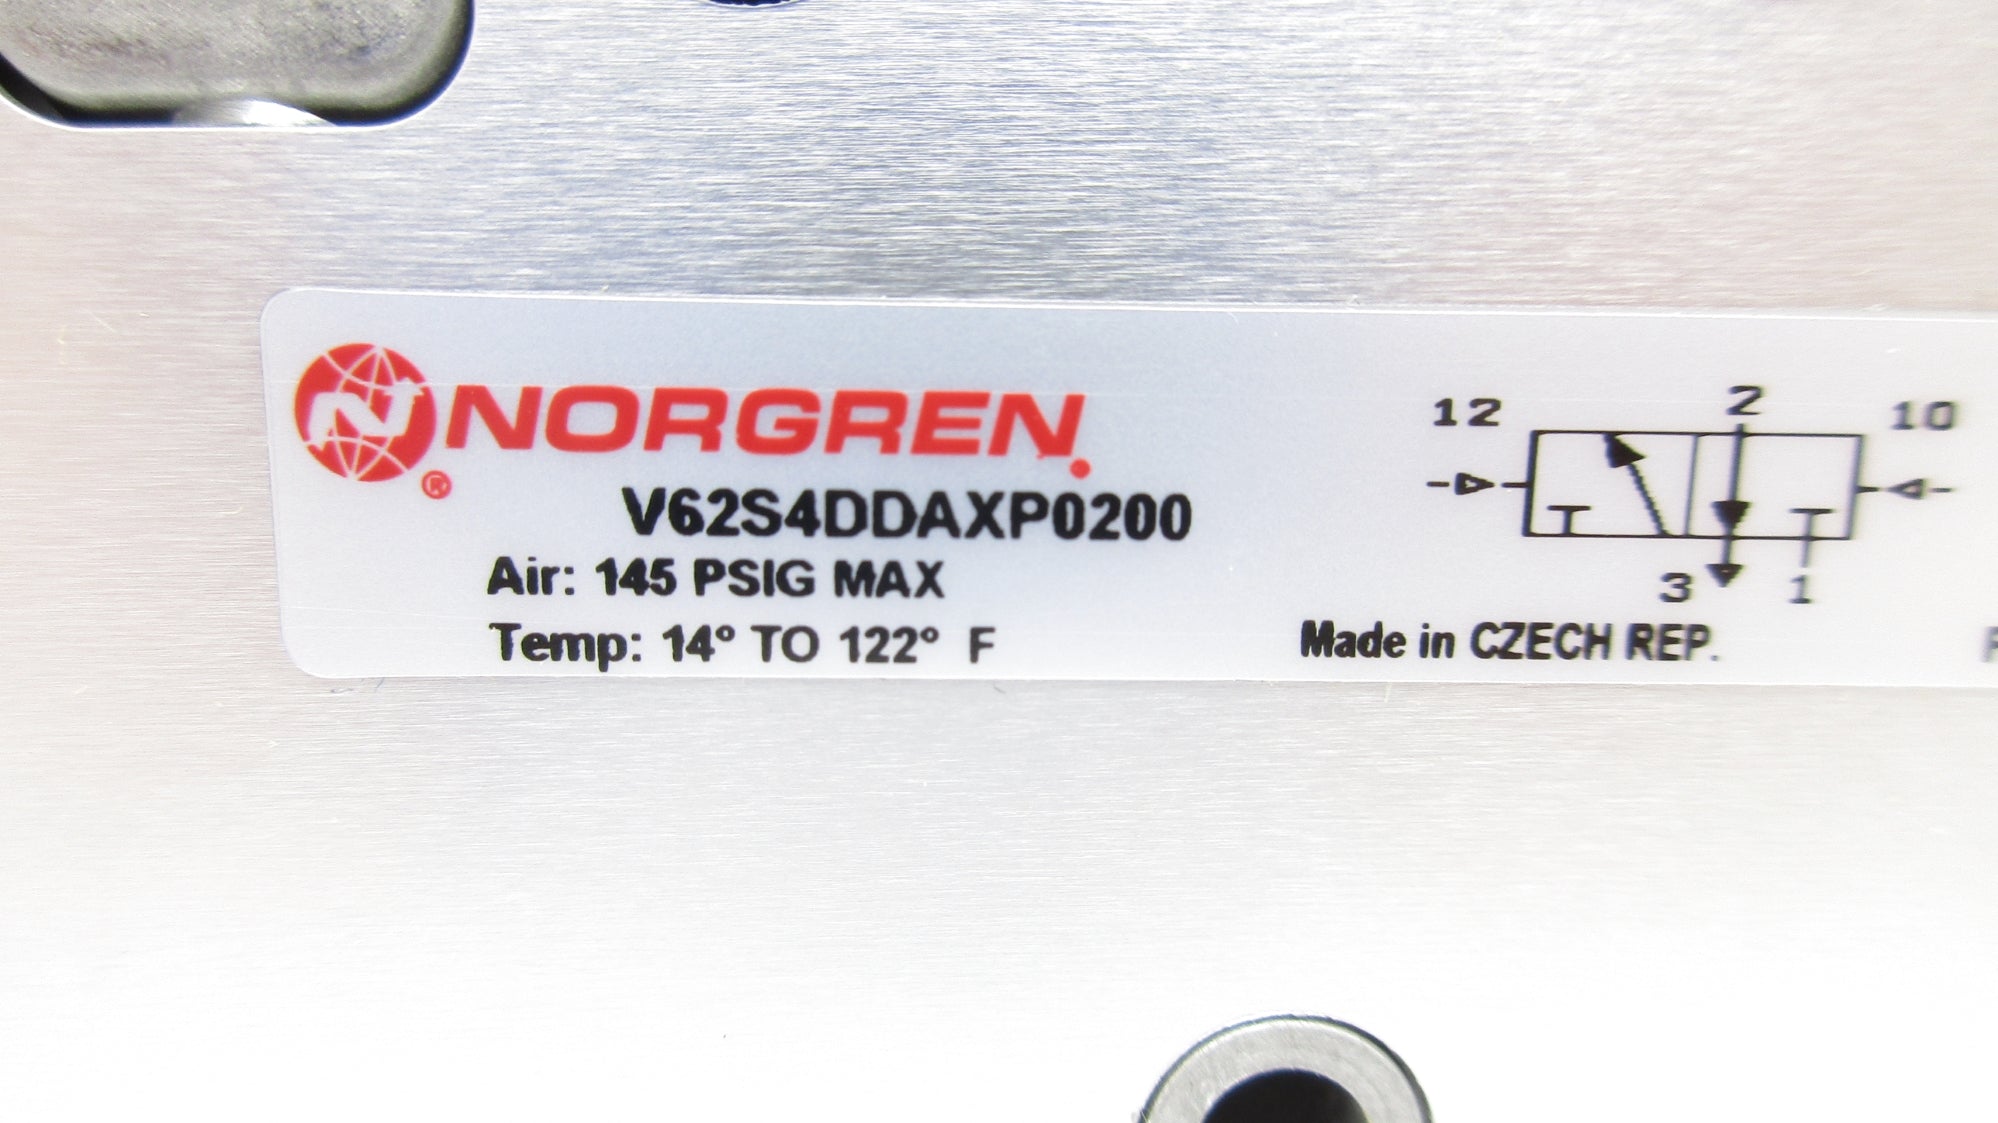 NORGREN.
®
V62S4DDAXP0200
Air: 145 PSIG MAX
Temp: 14° TO 122° F
12 2 10
3 1
Made in CZECH REP.